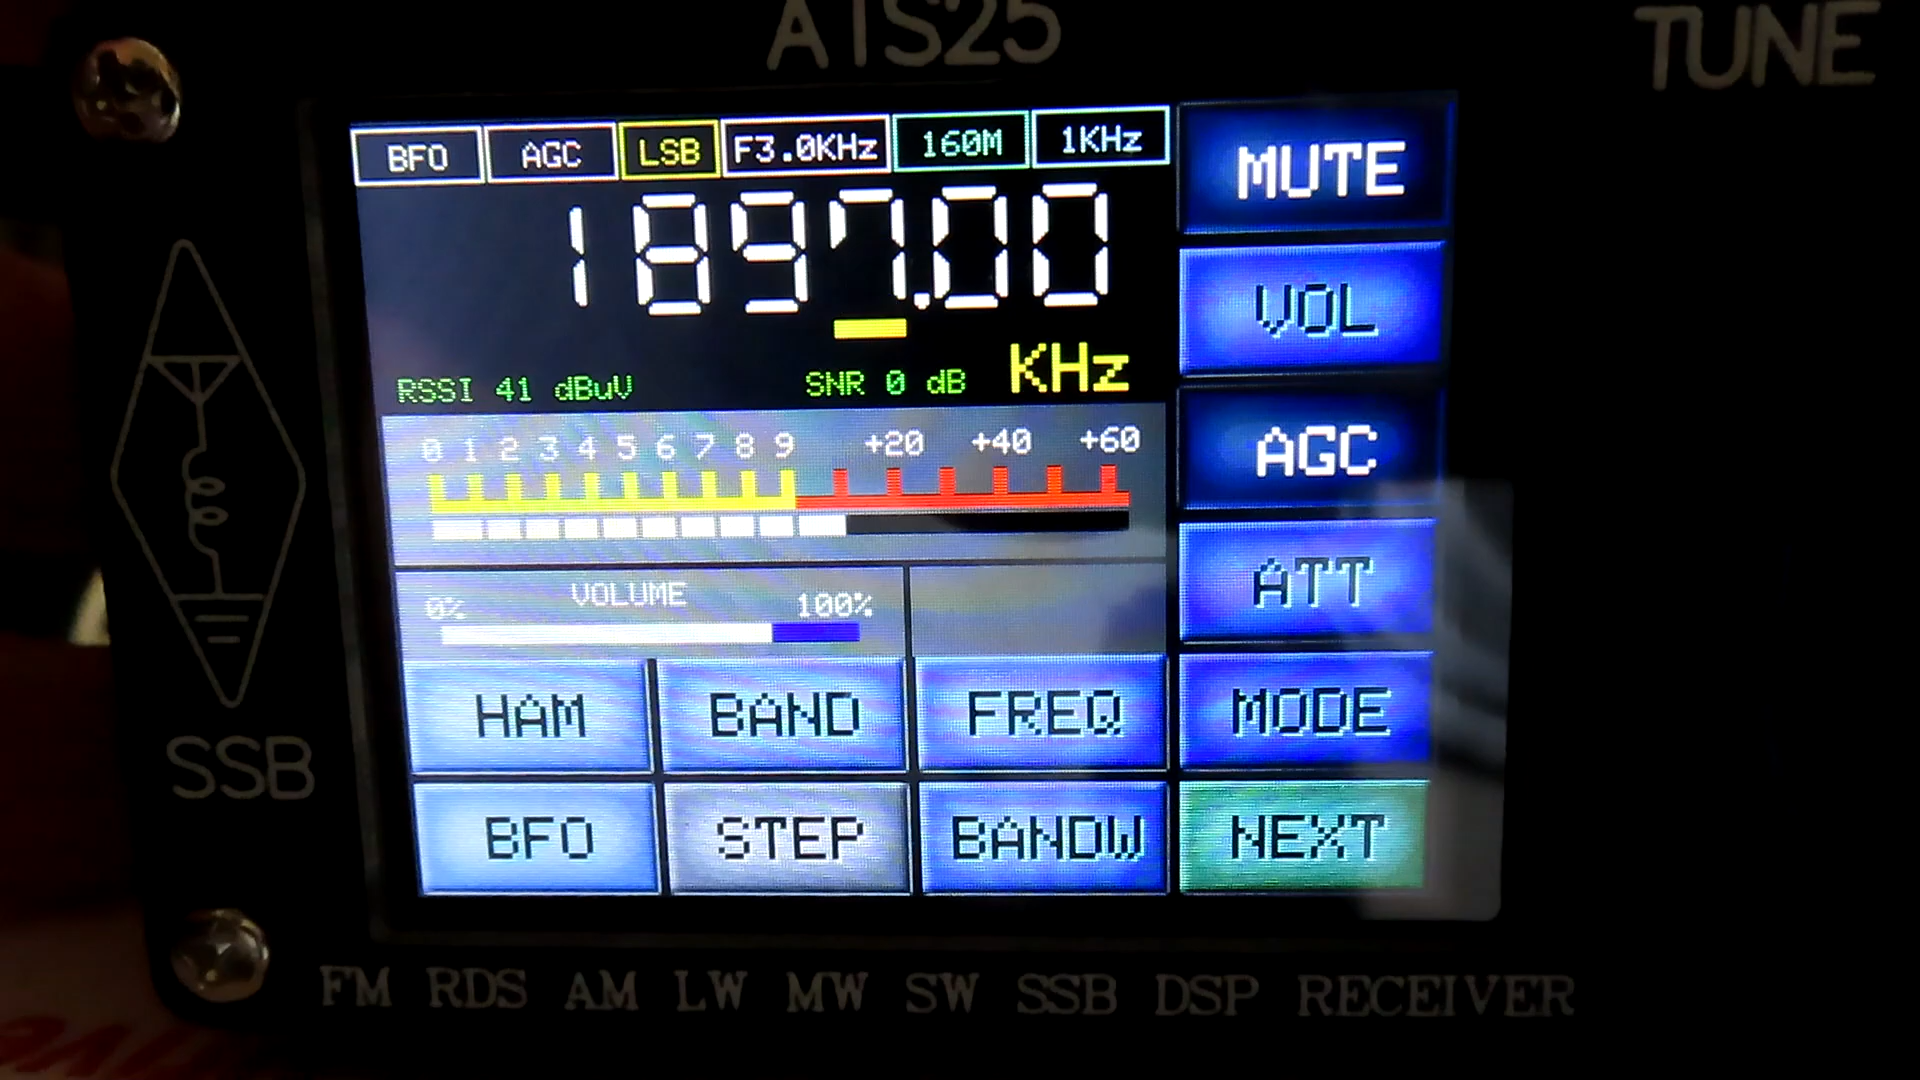 ATS25
TUNE
BFO AGC LSB F3.0KHz 160M 1KHz
1897.00
KHz
RSSI 41 dBuV SNR 0 dB
0 1 2 3 4 5 6 7 8 9 +20 +40 +60
VOLUME
0% 100%
MUTE
VOL
AGC
ATT
HAM BAND FREQ MODE
BFO STEP BANDW NEXT
SSB
FM RDS AM LW MW SW SSB DSP RECEIVER